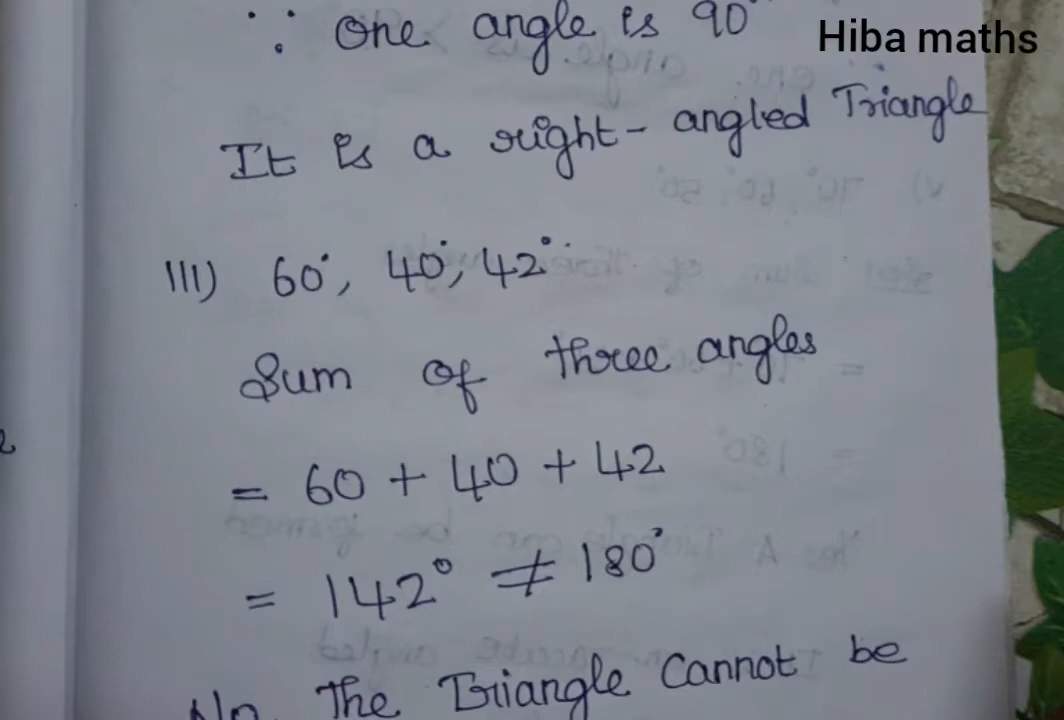 ∵ one angle is 90°
Hiba maths
It is a right-angled Triangle
III) 60°, 40°, 42°
Sum of three angles
= 60 + 40 + 42
= 142° ≠ 180°
No, The Triangle Cannot be